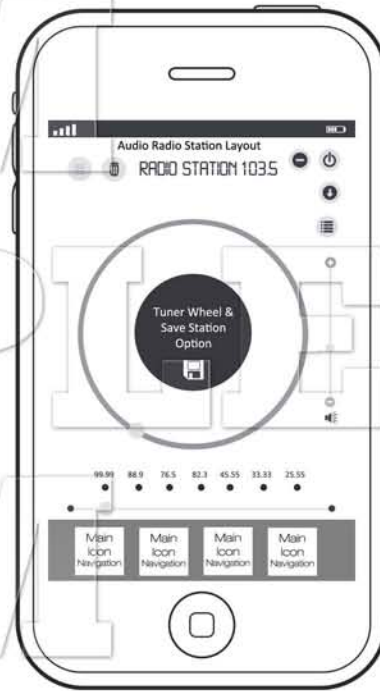 Audio Radio Station Layout
RADIO STATION 103.5
Tuner Wheel &
Save Station
Option
99.99 88.9 76.5 82.3 45.55 33.33 25.55
Main Icon Navigation
Main Icon Navigation
Main Icon Navigation
Main Icon Navigation